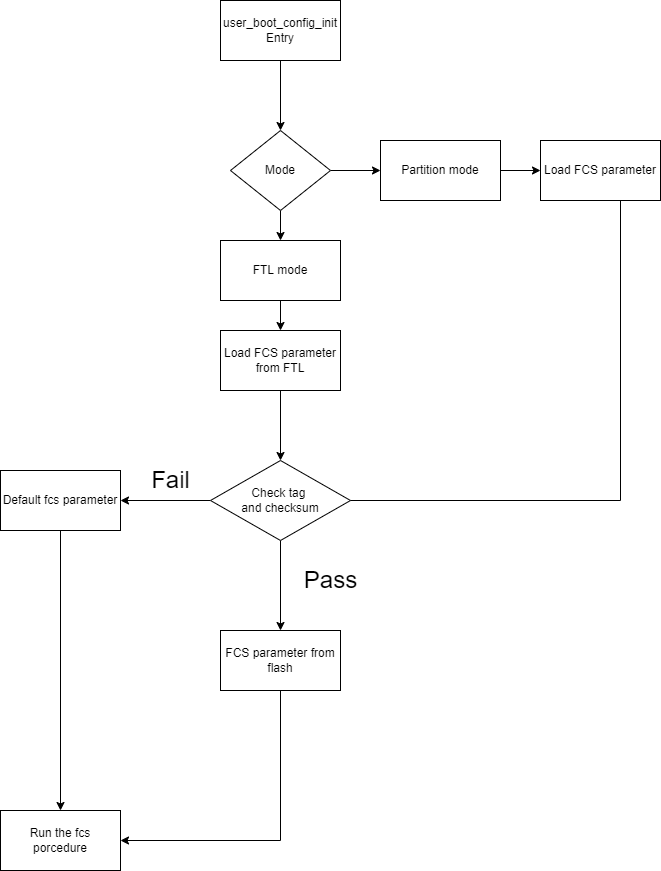 user_boot_config_init
Entry
Mode
Partition mode
Load FCS parameter
FTL mode
Load FCS parameter
from FTL
Fail
Default fcs parameter
Check tag
and checksum
Pass
FCS parameter from
flash
Run the fcs
porcedure